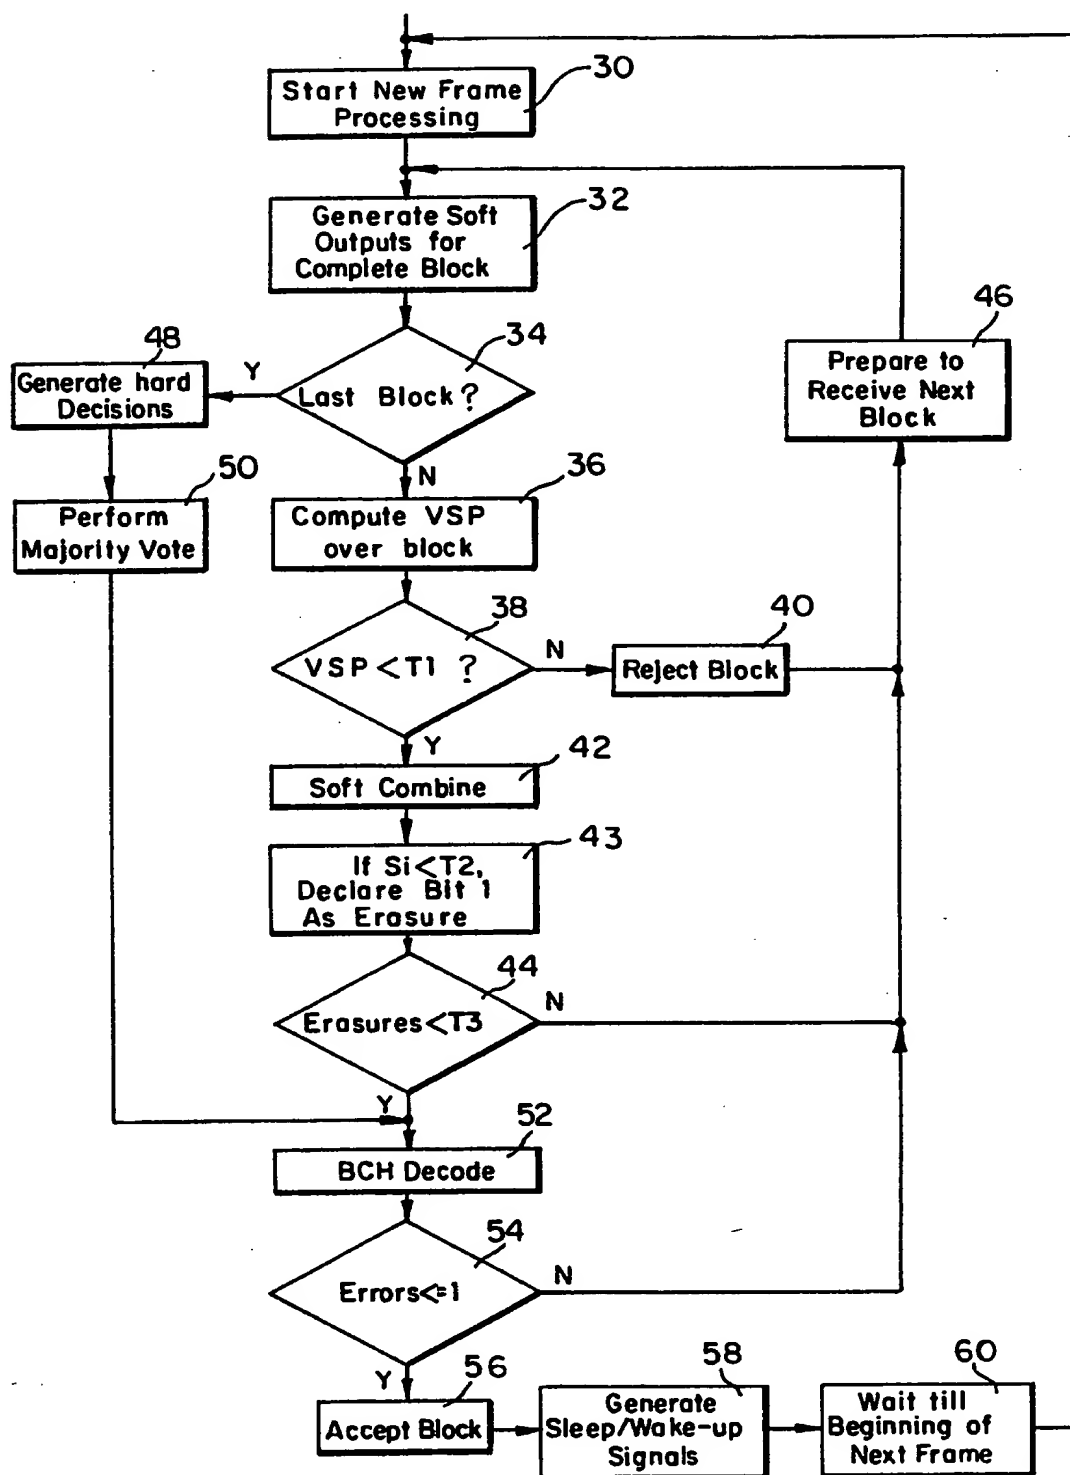 30
Start New Frame
Processing
32
Generate Soft
Outputs for
Complete Block
34
Last Block?
Y
N
48
Generate hard
Decisions
46
Prepare to
Receive Next
Block
50
Perform
Majority Vote
36
Compute VSP
over block
38
VSP<T1 ?
N
Y
40
Reject Block
42
Soft Combine
43
If Si<T2,
Declare Bit 1
As Erasure
44
Erasures<T3
N
Y
52
BCH Decode
54
Errors<=1
N
Y
56
Accept Block
58
Generate
Sleep/Wake-up
Signals
60
Wait till
Beginning of
Next Frame